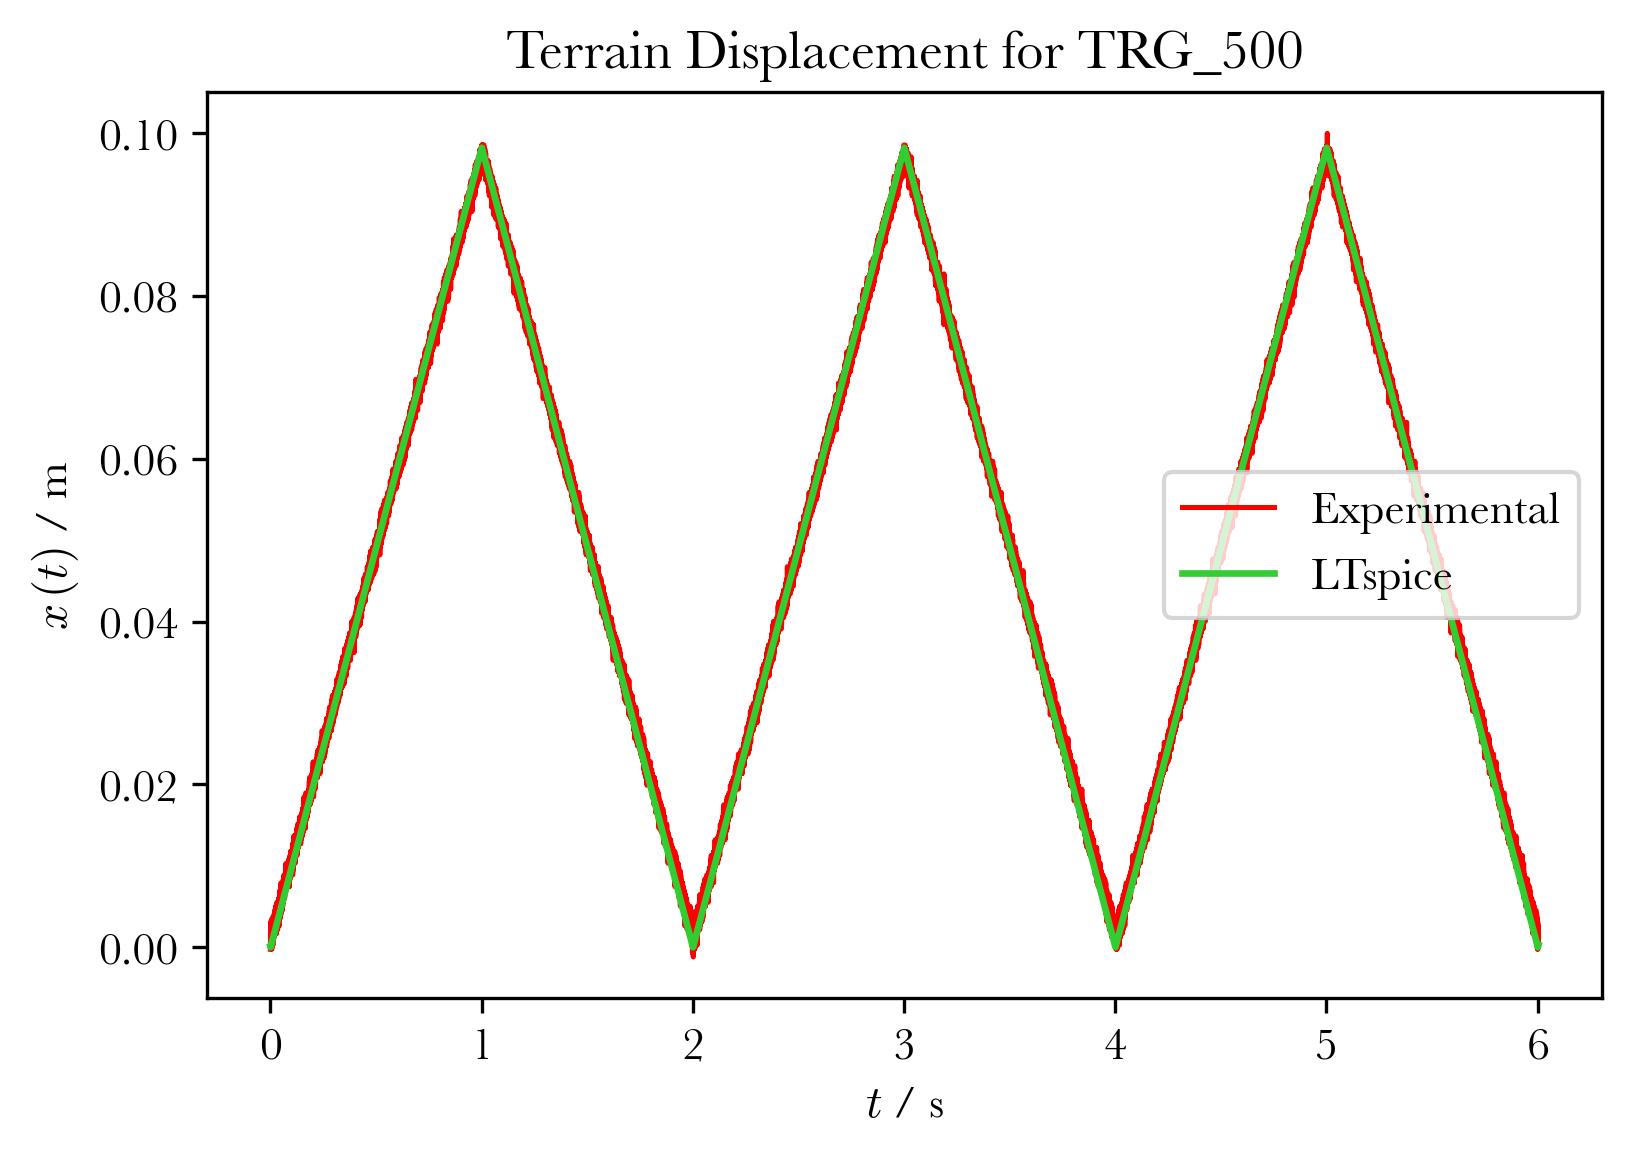 Terrain Displacement for TRG_500
0.10
0.08
0.06
0.04
0.02
0.00
x (t) / m
Experimental
LTspice
0 1 2 3 4 5 6
t / s